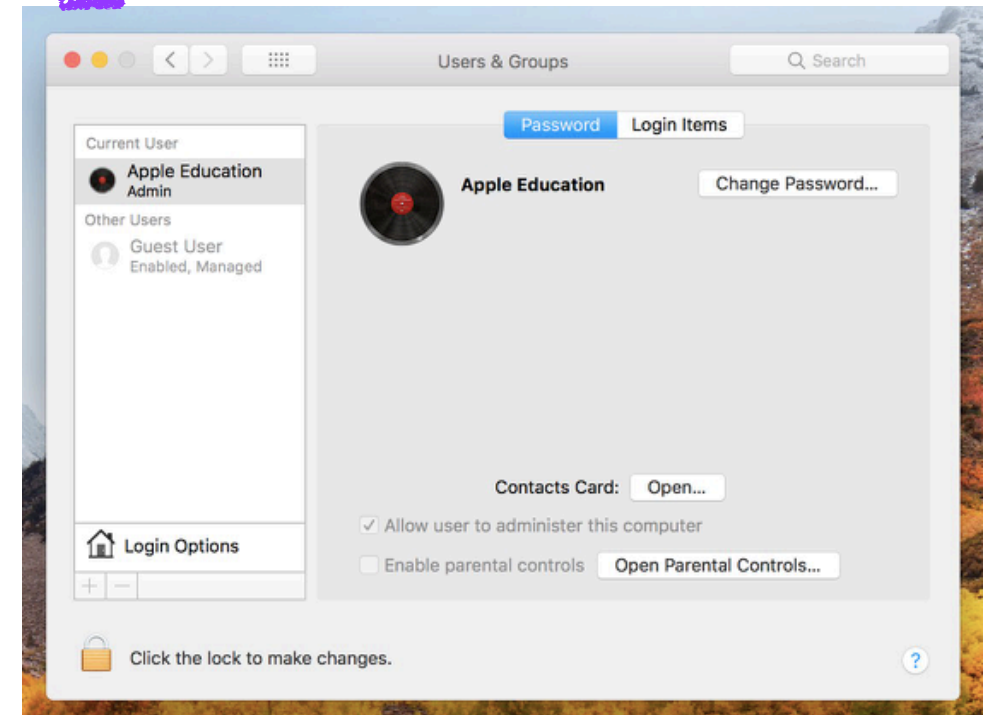 Users & Groups
Search
Password
Login Items
Current User
Apple Education
Admin
Other Users
Guest User
Enabled, Managed
Login Options
+
−
Apple Education
Change Password...
Contacts Card:
Open...
Allow user to administer this computer
Enable parental controls
Open Parental Controls...
Click the lock to make changes.
?